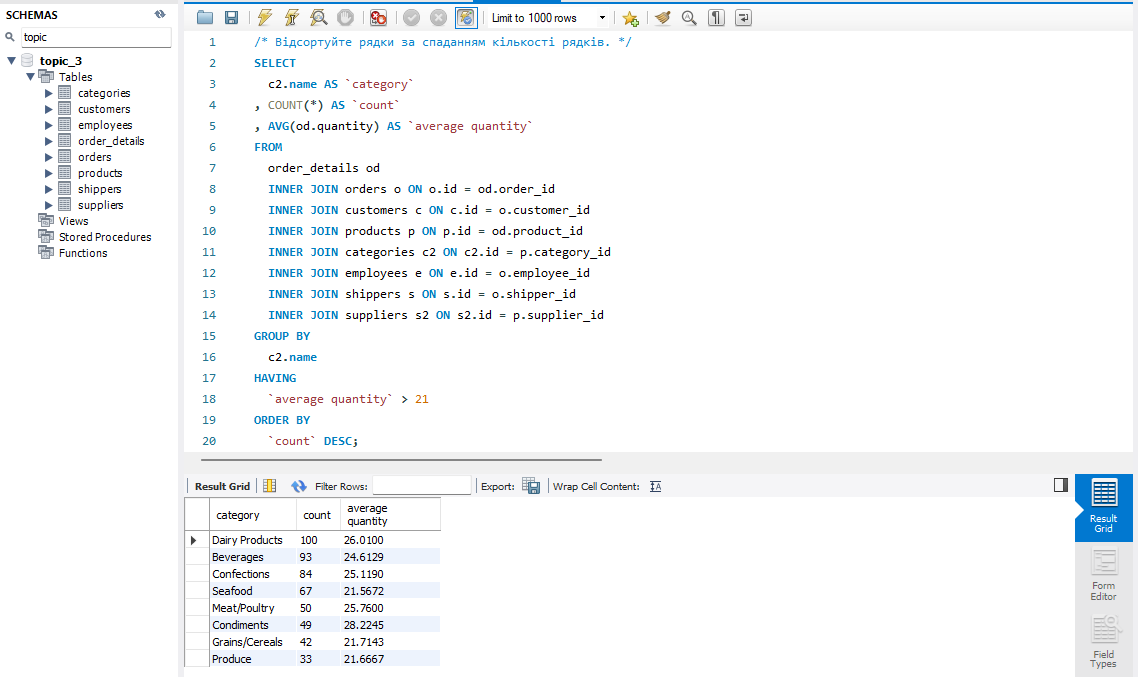 SCHEMAS
topic
topic_3
Tables
categories
customers
employees
order_details
orders
products
shippers
suppliers
Views
Stored Procedures
Functions
Limit to 1000 rows
1 /* Відсортуйте рядки за спаданням кількості рядків. */
2 SELECT
3 c2.name AS `category`
4 , COUNT(*) AS `count`
5 , AVG(od.quantity) AS `average quantity`
6 FROM
7 order_details od
8 INNER JOIN orders o ON o.id = od.order_id
9 INNER JOIN customers c ON c.id = o.customer_id
10 INNER JOIN products p ON p.id = od.product_id
11 INNER JOIN categories c2 ON c2.id = p.category_id
12 INNER JOIN employees e ON e.id = o.employee_id
13 INNER JOIN shippers s ON s.id = o.shipper_id
14 INNER JOIN suppliers s2 ON s2.id = p.supplier_id
15 GROUP BY
16 c2.name
17 HAVING
18 `average quantity` > 21
19 ORDER BY
20 `count` DESC;
Result Grid Filter Rows: Export: Wrap Cell Content:
category count average quantity
Dairy Products 100 26.0100
Beverages 93 24.6129
Confections 84 25.1190
Seafood 67 21.5672
Meat/Poultry 50 25.7600
Condiments 49 28.2245
Grains/Cereals 42 21.7143
Produce 33 21.6667
Result
Grid
Form
Editor
Field
Types